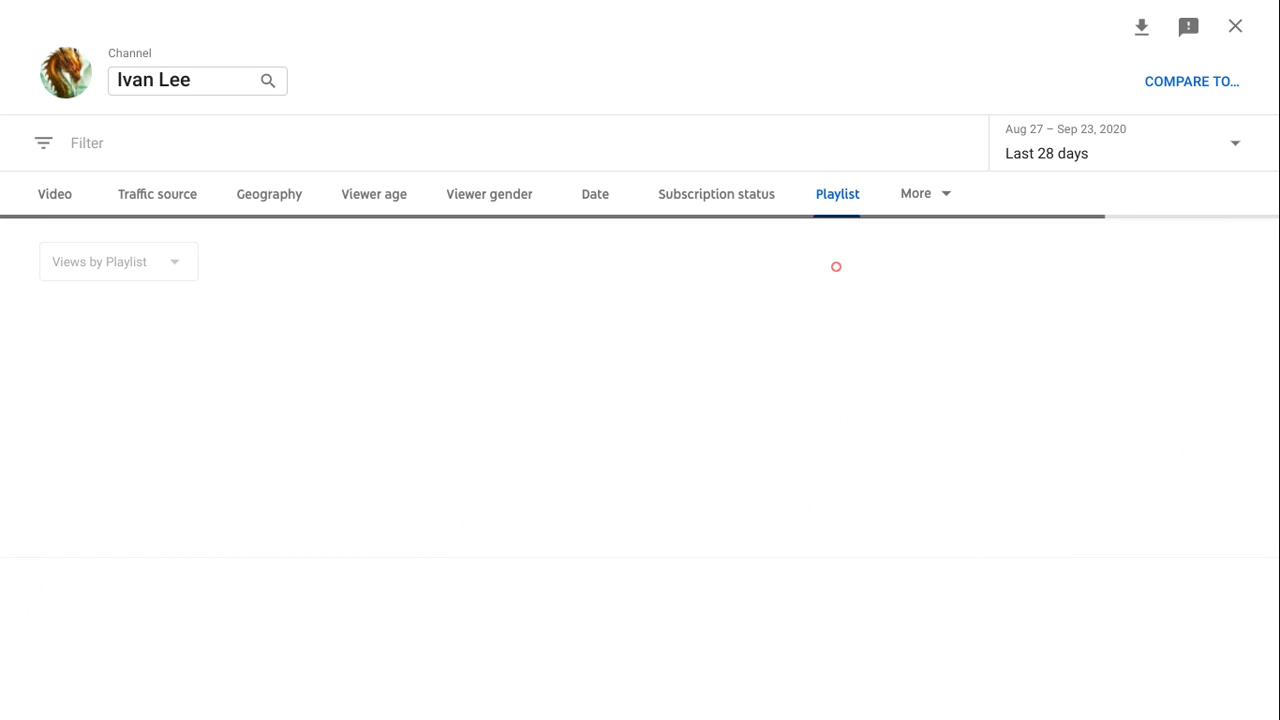 Channel
Ivan Lee
COMPARE TO...
Filter
Aug 27 – Sep 23, 2020
Last 28 days
Video
Traffic source
Geography
Viewer age
Viewer gender
Date
Subscription status
Playlist
More
Views by Playlist